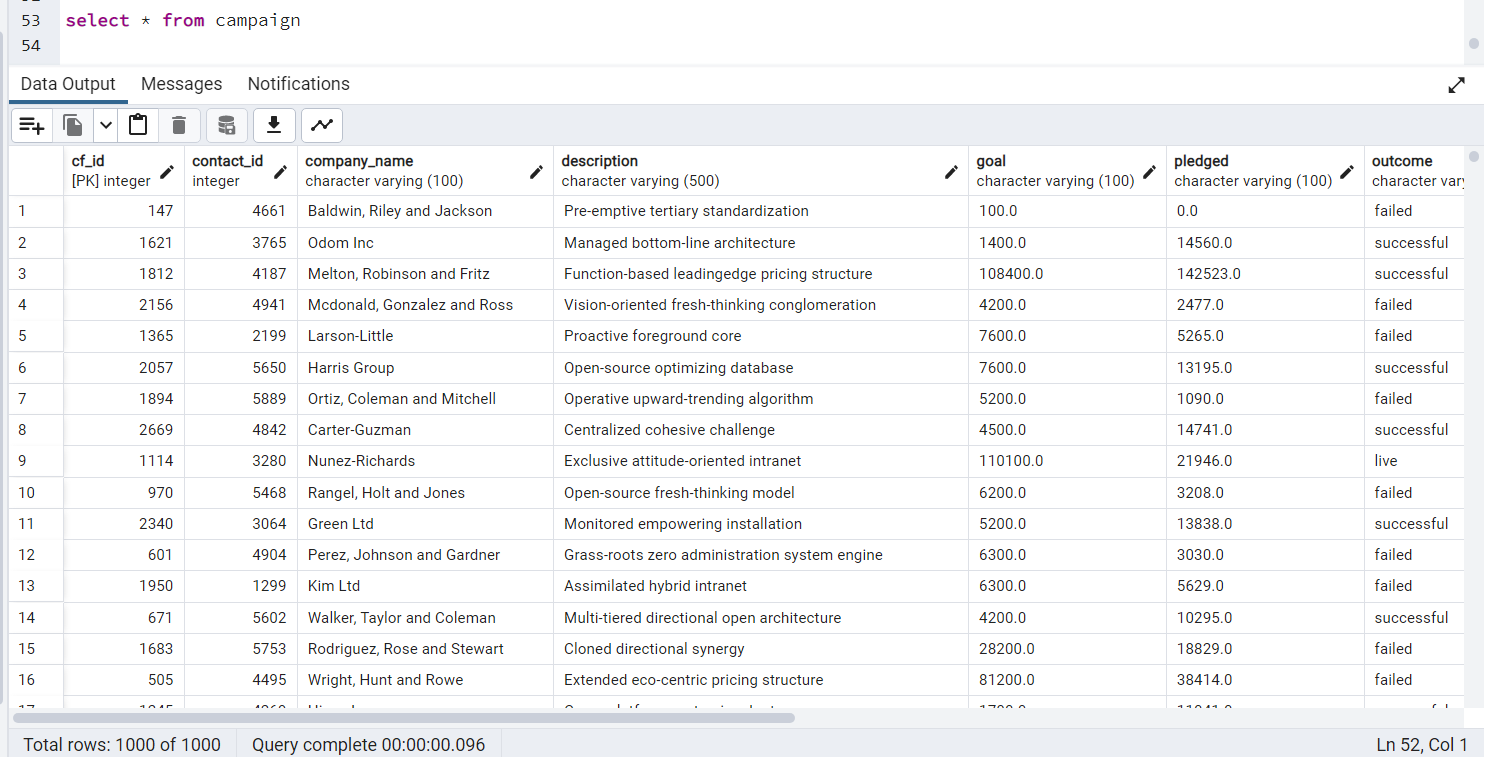 53 select * from campaign
54
Data Output Messages Notifications
cf_id contact_id company_name description goal pledged outcome
[PK] integer integer character varying (100) character varying (500) character varying (100) character varying (100) character vary
1 147 4661 Baldwin, Riley and Jackson Pre-emptive tertiary standardization 100.0 0.0 failed
2 1621 3765 Odom Inc Managed bottom-line architecture 1400.0 14560.0 successful
3 1812 4187 Melton, Robinson and Fritz Function-based leadingedge pricing structure 108400.0 142523.0 successful
4 2156 4941 Mcdonald, Gonzalez and Ross Vision-oriented fresh-thinking conglomeration 4200.0 2477.0 failed
5 1365 2199 Larson-Little Proactive foreground core 7600.0 5265.0 failed
6 2057 5650 Harris Group Open-source optimizing database 7600.0 13195.0 successful
7 1894 5889 Ortiz, Coleman and Mitchell Operative upward-trending algorithm 5200.0 1090.0 failed
8 2669 4842 Carter-Guzman Centralized cohesive challenge 4500.0 14741.0 successful
9 1114 3280 Nunez-Richards Exclusive attitude-oriented intranet 110100.0 21946.0 live
10 970 5468 Rangel, Holt and Jones Open-source fresh-thinking model 6200.0 3208.0 failed
11 2340 3064 Green Ltd Monitored empowering installation 5200.0 13838.0 successful
12 601 4904 Perez, Johnson and Gardner Grass-roots zero administration system engine 6300.0 3030.0 failed
13 1950 1299 Kim Ltd Assimilated hybrid intranet 6300.0 5629.0 failed
14 671 5602 Walker, Taylor and Coleman Multi-tiered directional open architecture 4200.0 10295.0 successful
15 1683 5753 Rodriguez, Rose and Stewart Cloned directional synergy 28200.0 18829.0 failed
16 505 4495 Wright, Hunt and Rowe Extended eco-centric pricing structure 81200.0 38414.0 failed
Total rows: 1000 of 1000 Query complete 00:00:00.096 Ln 52, Col 1